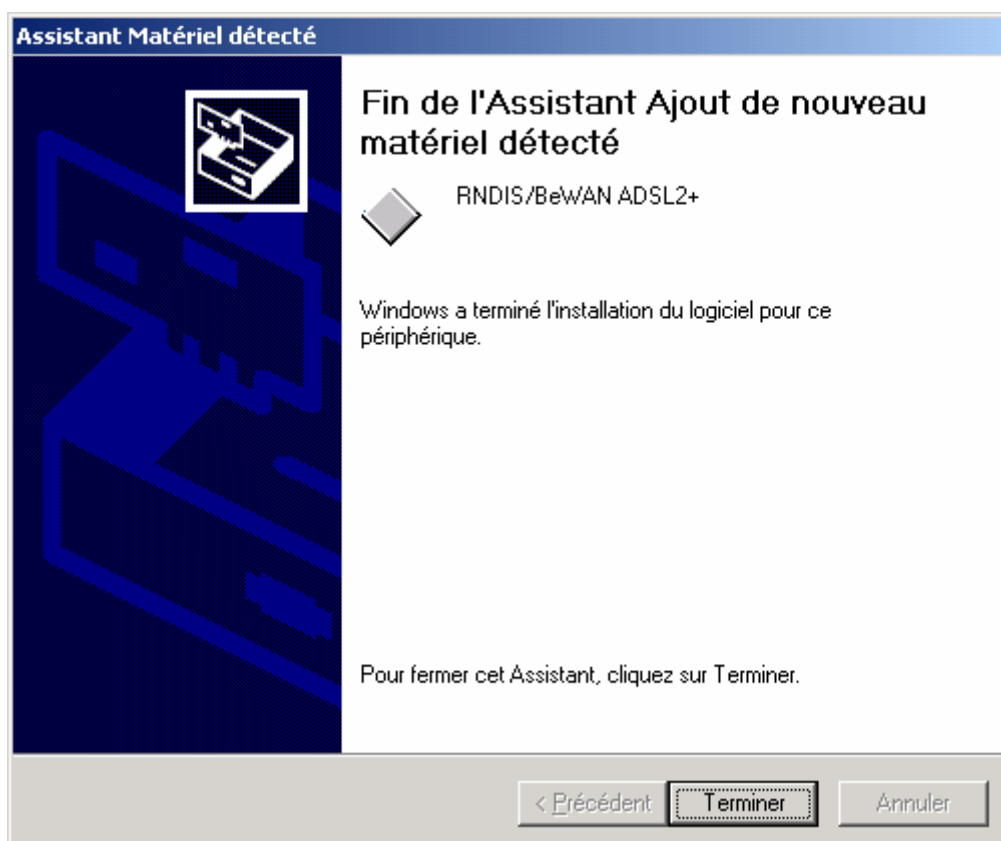 Assistant Matériel détecté
Fin de l'Assistant Ajout de nouveau
matériel détecté
RNDIS/BeWAN ADSL2+
Windows a terminé l'installation du logiciel pour ce
périphérique.
Pour fermer cet Assistant, cliquez sur Terminer.
< Précédent Terminer Annuler